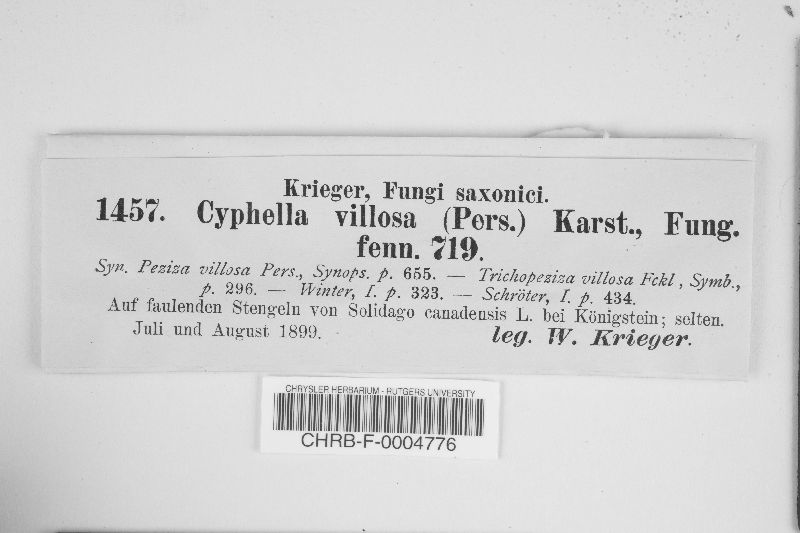 Krieger, Fungi saxonici.
1457. Cyphella villosa (Pers.) Karst., Fung.
fenn. 719.
Syn. Peziza villosa Pers., Synops. p. 655. — Trichopeziza villosa Fckl, Symb.,
p. 296. — Winter, I. p. 323. — Schröter, I. p. 434.
Auf faulenden Stengeln von Solidago canadensis L. bei Königstein; selten.
Juli und August 1899. leg. W. Krieger.
CHRYSLER HERBARIUM - RUTGERS UNIVERSITY
CHRB-F-0004776